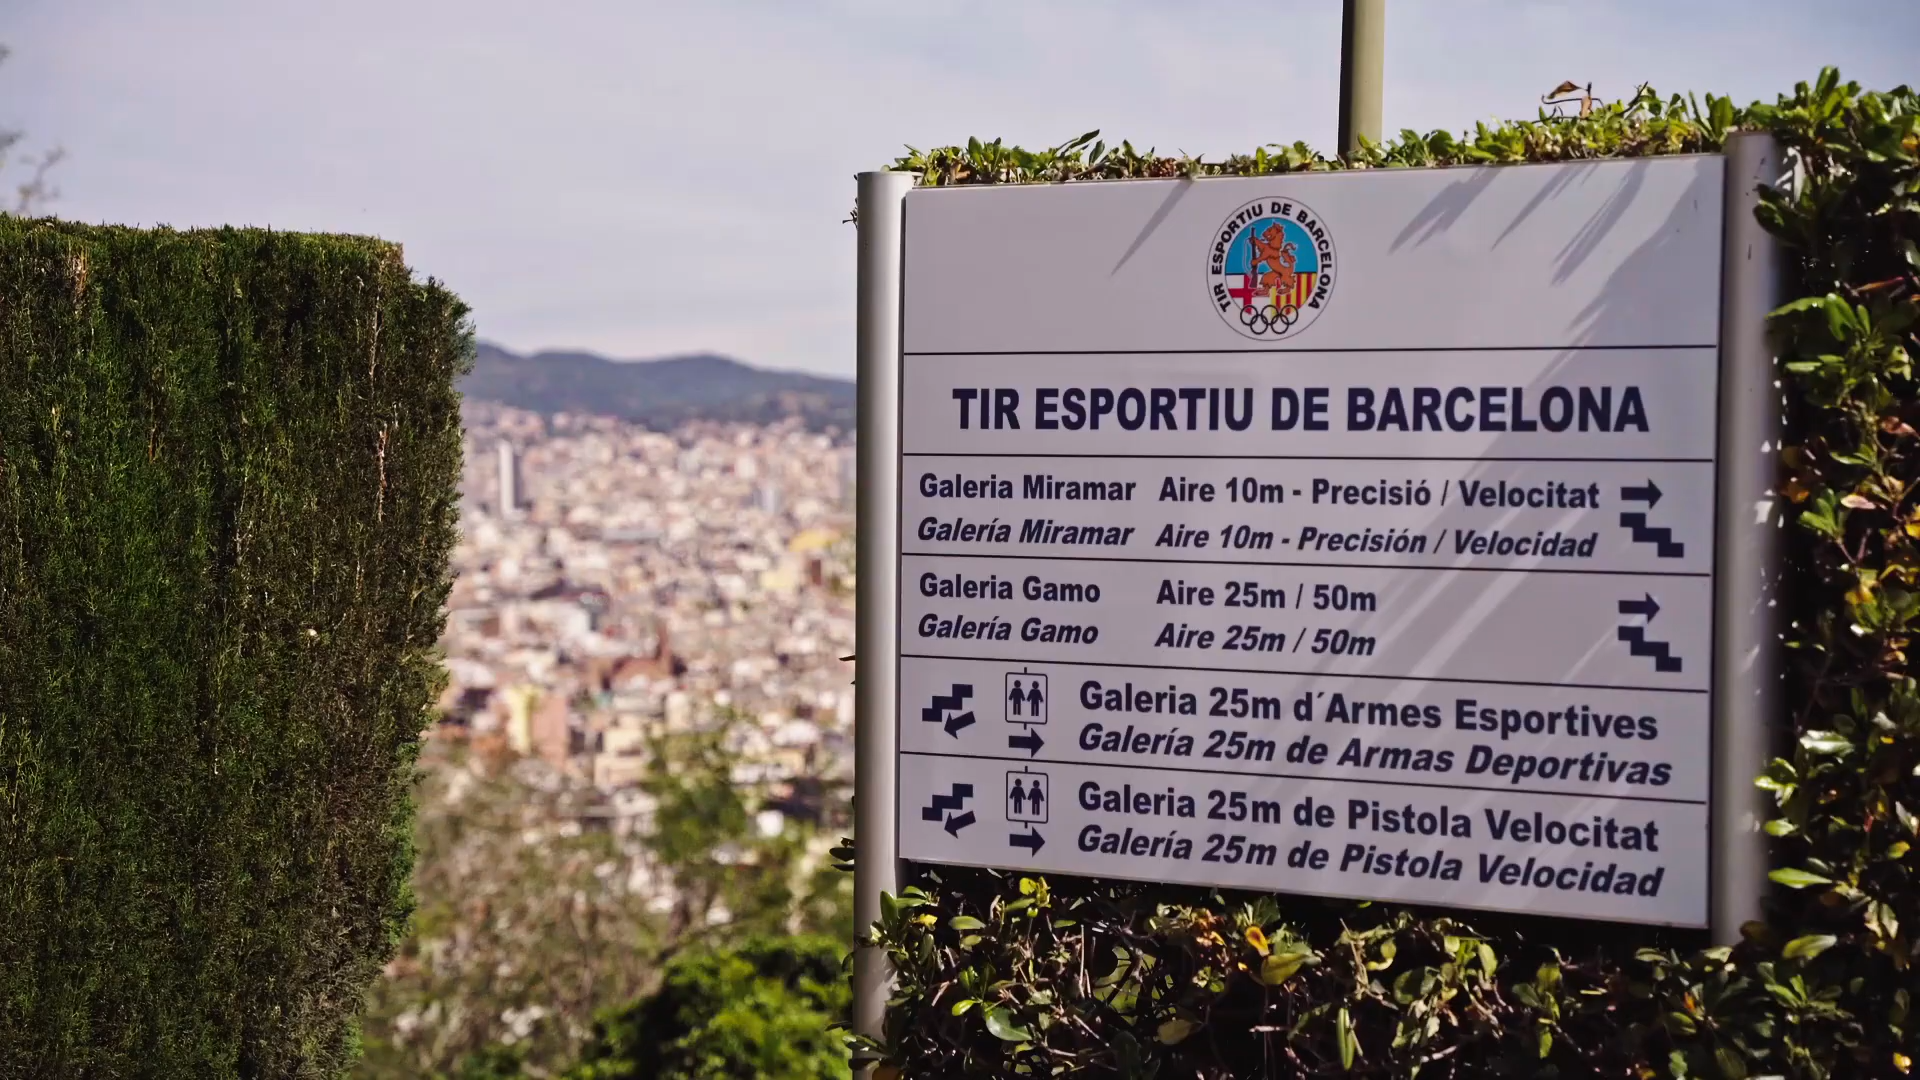 TIR ESPORTIU DE BARCELONA
TIR ESPORTIU DE BARCELONA
Galeria Miramar Aire 10m - Precisió / Velocitat
Galería Miramar Aire 10m - Precisión / Velocidad
Galeria Gamo Aire 25m / 50m
Galería Gamo Aire 25m / 50m
Galeria 25m d´Armes Esportives
Galería 25m de Armas Deportivas
Galeria 25m de Pistola Velocitat
Galería 25m de Pistola Velocidad